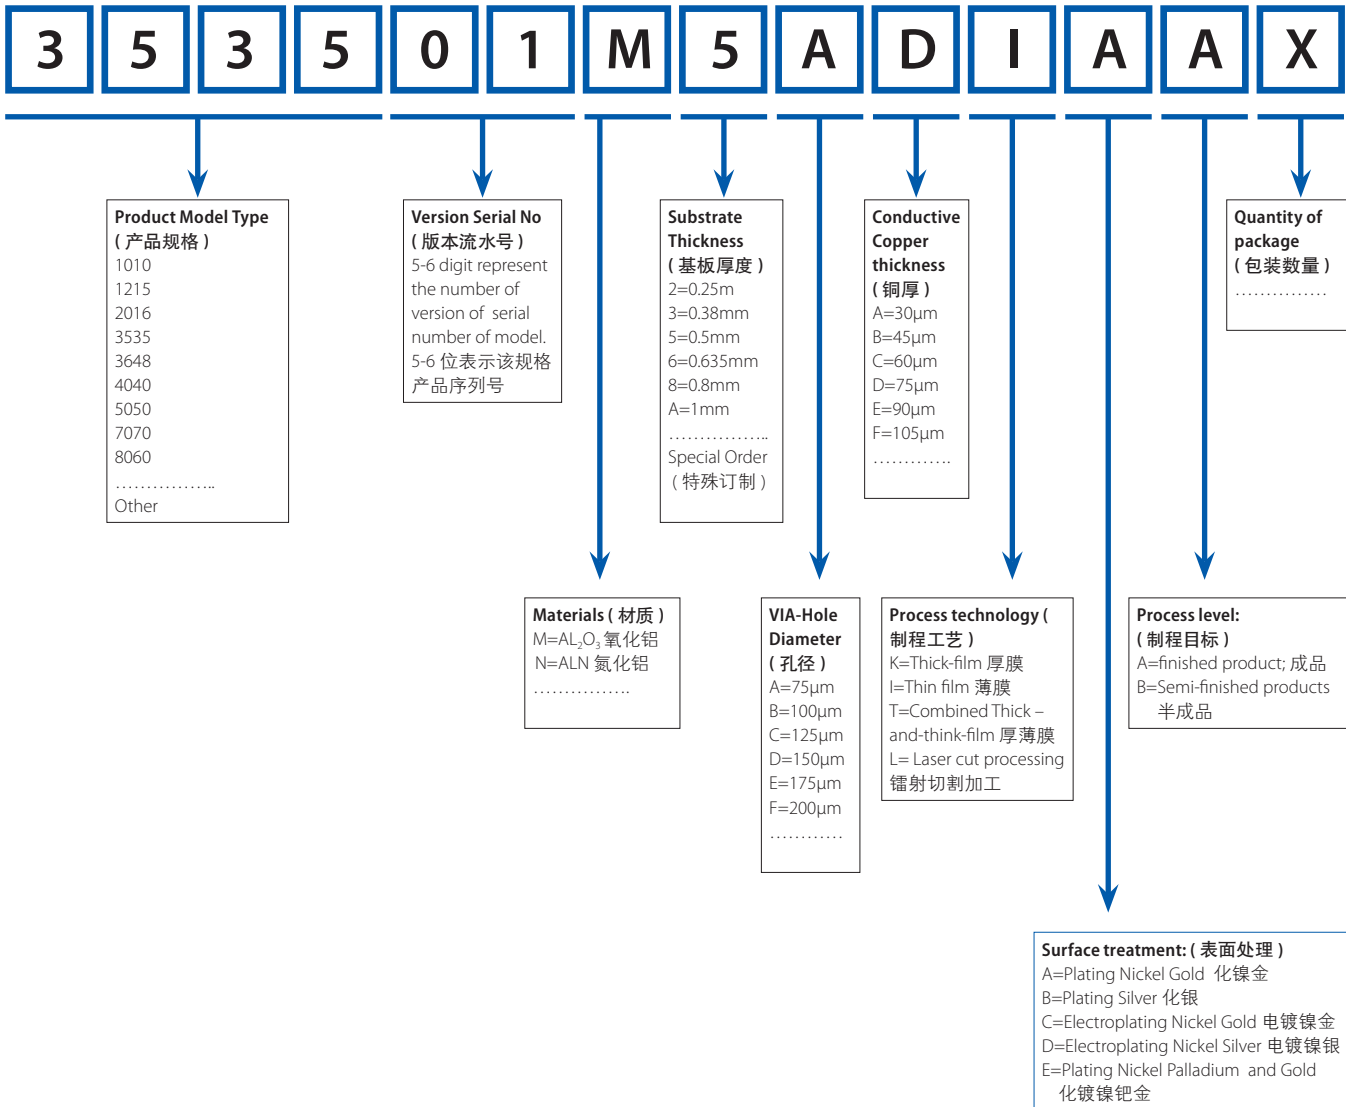 3 5 3 5 0 1 M 5 A D I A A X
Product Model Type
( 产品规格 )
1010
1215
2016
3535
3648
4040
5050
7070
8060
……………..
Other
Version Serial No
( 版本流水号 )
5-6 digit represent
the number of
version of serial
number of model.
5-6 位表示该规格
产品序列号
Substrate
Thickness
( 基板厚度 )
2=0.25m
3=0.38mm
5=0.5mm
6=0.635mm
8=0.8mm
A=1mm
……………..
Special Order
( 特殊订制 )
Conductive
Copper
thickness
( 铜厚 )
A=30μm
B=45μm
C=60μm
D=75μm
E=90μm
F=105μm
………….
Quantity of
package
( 包装数量 )
……………
Materials ( 材质 )
M=AL₂O₃ 氧化铝
N=ALN 氮化铝
…………….
VIA-Hole
Diameter
( 孔径 )
A=75μm
B=100μm
C=125μm
D=150μm
E=175μm
F=200μm
…………
Process technology (
制程工艺 )
K=Thick-film 厚膜
I=Thin film 薄膜
T=Combined Thick –
and-think-film 厚薄膜
L= Laser cut processing
镭射切割加工
Process level:
( 制程目标 )
A=finished product; 成品
B=Semi-finished products
半成品
Surface treatment: ( 表面处理 )
A=Plating Nickel Gold 化镍金
B=Plating Silver 化银
C=Electroplating Nickel Gold 电镀镍金
D=Electroplating Nickel Silver 电镀镍银
E=Plating Nickel Palladium and Gold
化镀镍钯金